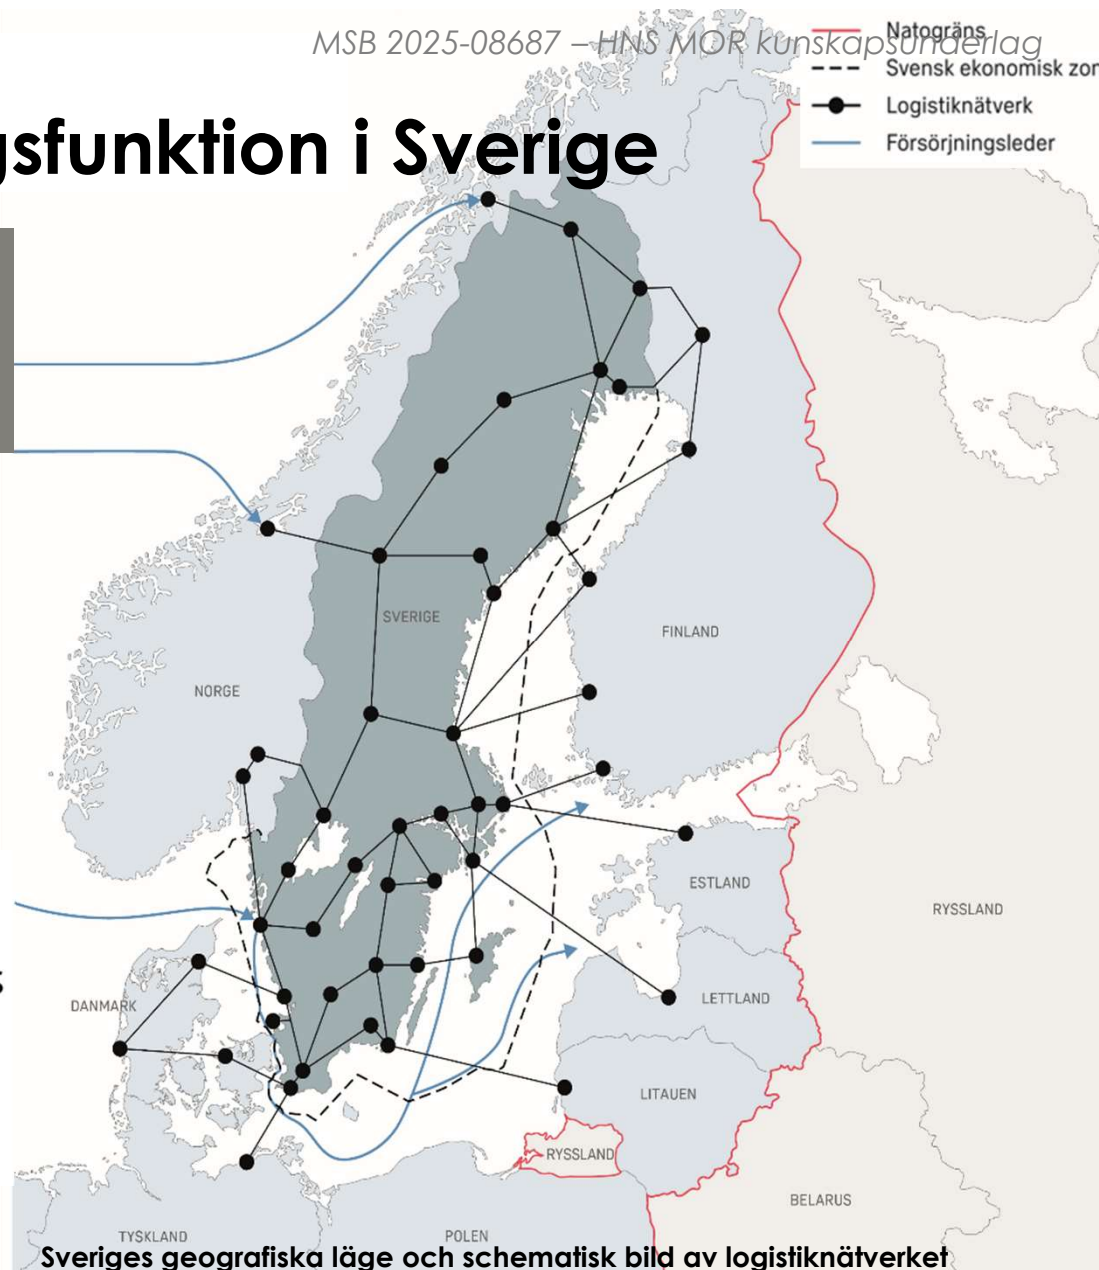 MSB 2025-08687 – HNS MOR kunskapsunderlag
Natogräns
Svensk ekonomisk zon
Logistiknätverk
Försörjningsleder
gsfunktion i Sverige
SVERIGE
FINLAND
NORGE
ESTLAND
RYSSLAND
s
DANMARK
LETTLAND
LITAUEN
RYSSLAND
BELARUS
TYSKLAND
POLEN
Sveriges geografiska läge och schematisk bild av logistiknätverket